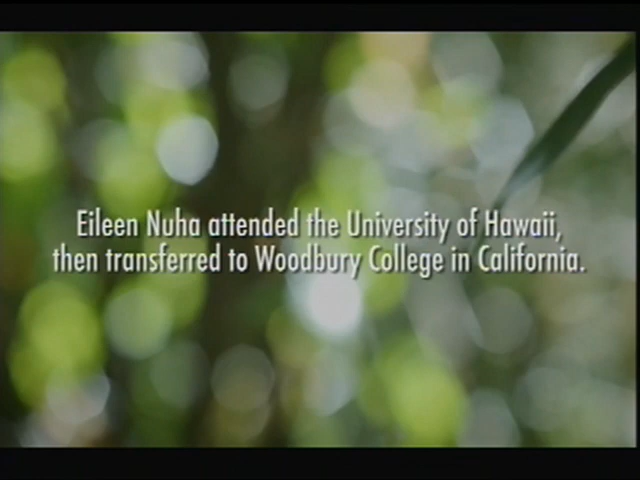 Eileen Nuha attended the University of Hawaii,
then transferred to Woodbury College in California.